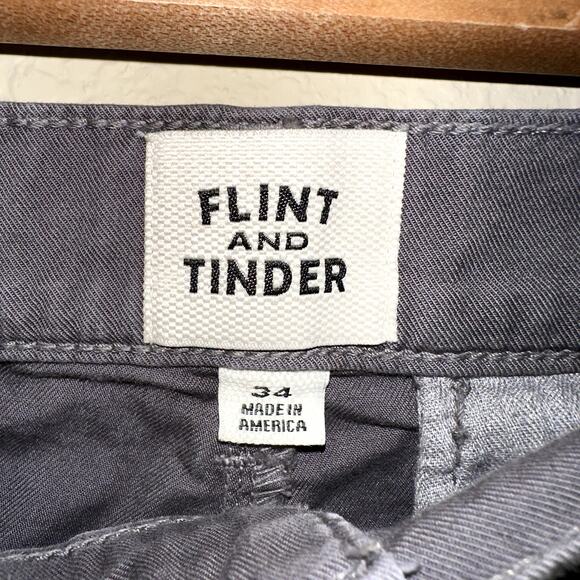 FLINT
AND
TINDER
34
MADE IN
AMERICA